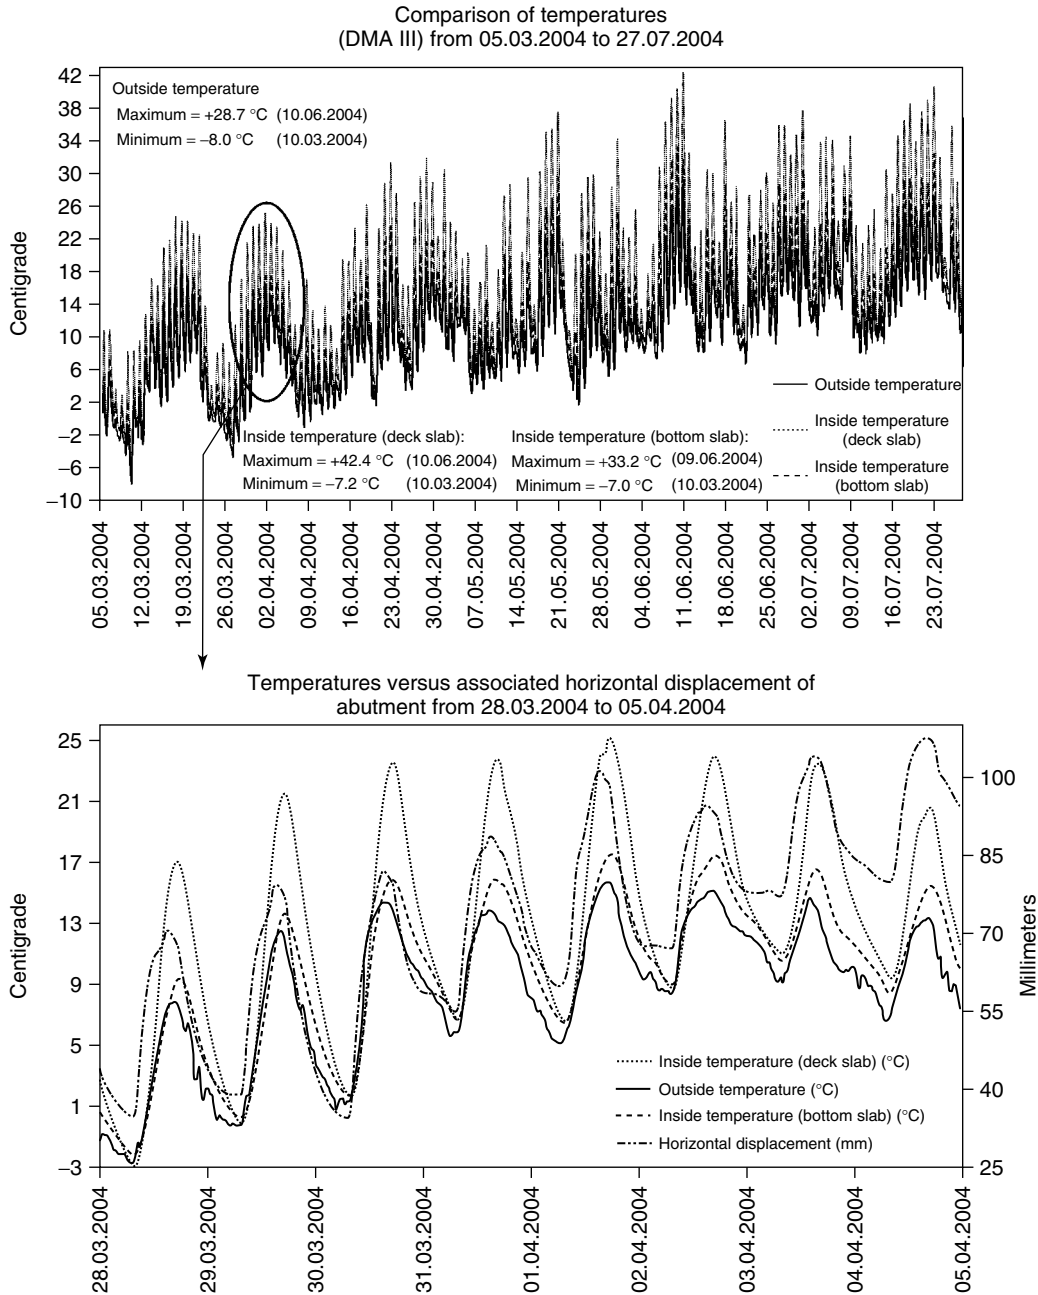 Comparison of temperatures
(DMA III) from 05.03.2004 to 27.07.2004
Centigrade
42
38
34
30
26
22
18
14
10
6
2
−2
−6
−10
Outside temperature
Maximum = +28.7 °C (10.06.2004)
Minimum = −8.0 °C (10.03.2004)
Outside temperature
Inside temperature
(deck slab)
Inside temperature
(bottom slab)
Inside temperature (deck slab):
Maximum = +42.4 °C (10.06.2004)
Minimum = −7.2 °C (10.03.2004)
Inside temperature (bottom slab):
Maximum = +33.2 °C (09.06.2004)
Minimum = −7.0 °C (10.03.2004)
05.03.2004
12.03.2004
19.03.2004
26.03.2004
02.04.2004
09.04.2004
16.04.2004
23.04.2004
30.04.2004
07.05.2004
14.05.2004
21.05.2004
28.05.2004
04.06.2004
11.06.2004
18.06.2004
25.06.2004
02.07.2004
09.07.2004
16.07.2004
23.07.2004
Temperatures versus associated horizontal displacement of
abutment from 28.03.2004 to 05.04.2004
Centigrade
25
21
17
13
9
5
1
−3
100
85
70
55
40
25
Millimeters
Inside temperature (deck slab) (°C)
Outside temperature (°C)
Inside temperature (bottom slab) (°C)
Horizontal displacement (mm)
28.03.2004
29.03.2004
30.03.2004
31.03.2004
01.04.2004
02.04.2004
03.04.2004
04.04.2004
05.04.2004